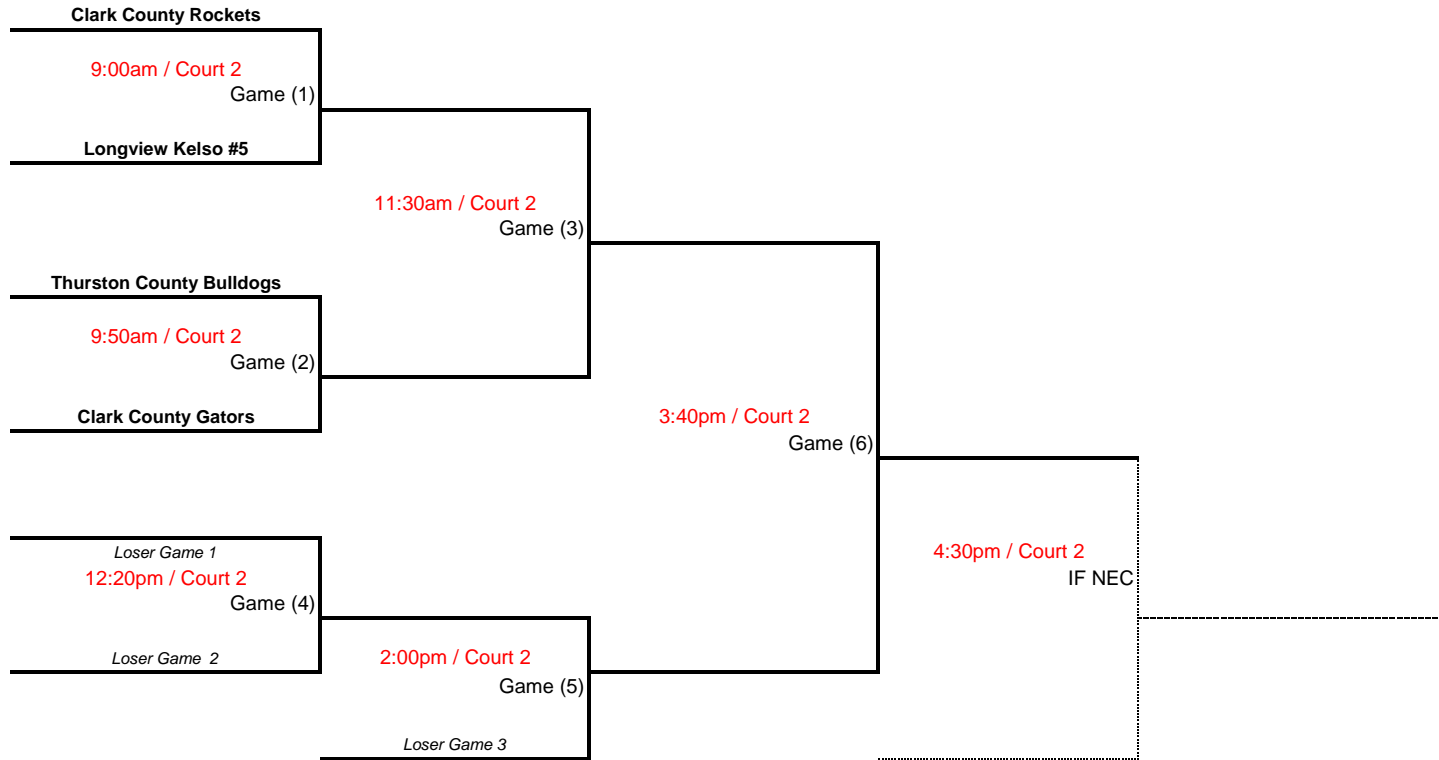 Clark County Rockets
9:00am / Court 2
Game (1)
Longview Kelso #5
11:30am / Court 2
Game (3)
Thurston County Bulldogs
9:50am / Court 2
Game (2)
Clark County Gators
3:40pm / Court 2
Game (6)
Loser Game 1
12:20pm / Court 2
Game (4)
4:30pm / Court 2
IF NEC
Loser Game  2
2:00pm / Court 2
Game (5)
Loser Game 3